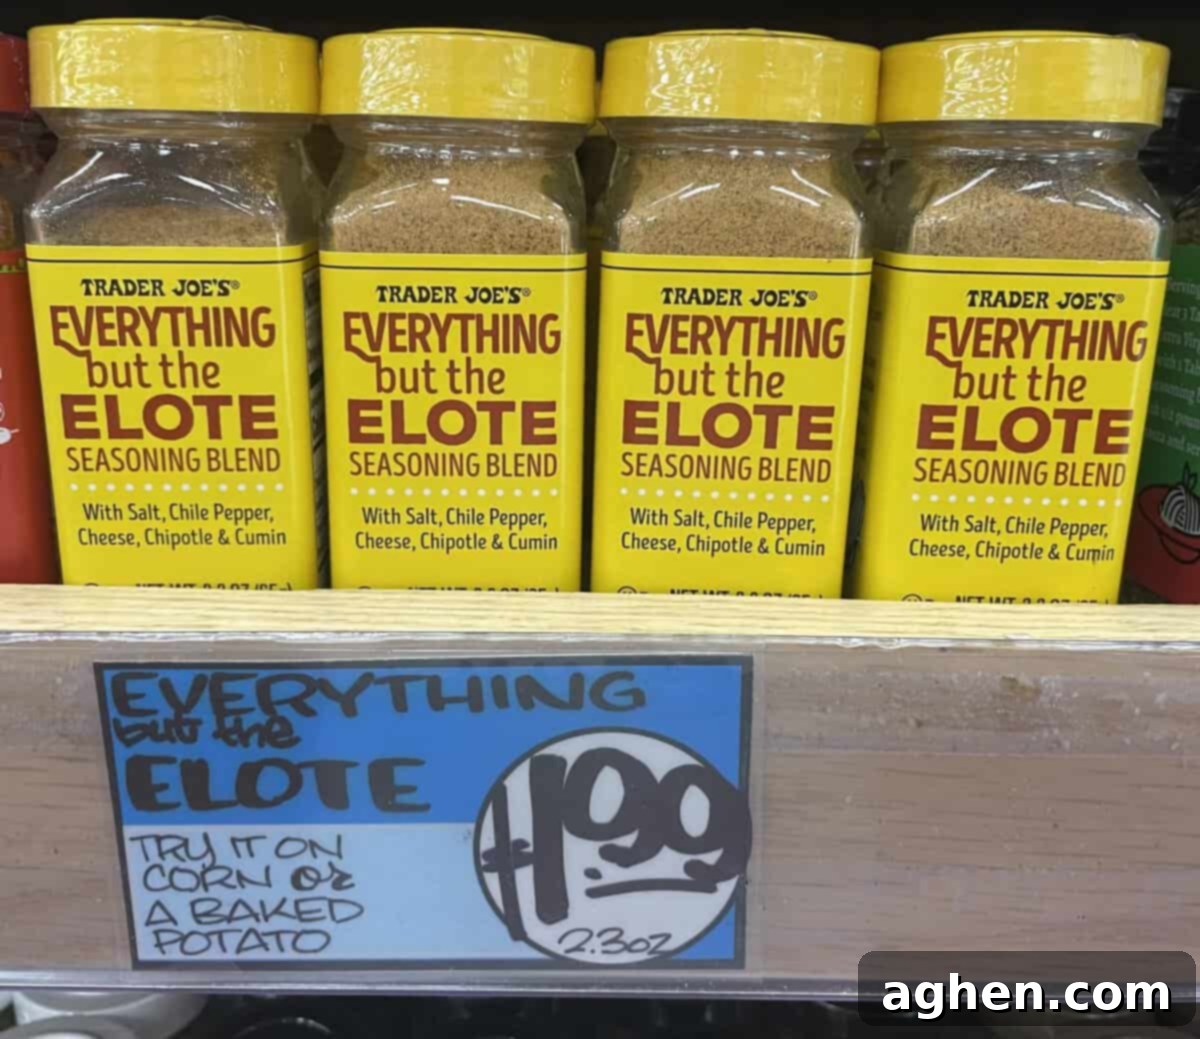 TRADER JOE'S®
EVERYTHING
but the
ELOTE
SEASONING BLEND
With Salt, Chile Pepper,
Cheese, Chipotle & Cumin
TRADER JOE'S®
EVERYTHING
but the
ELOTE
SEASONING BLEND
With Salt, Chile Pepper,
Cheese, Chipotle & Cumin
TRADER JOE'S®
EVERYTHING
but the
ELOTE
SEASONING BLEND
With Salt, Chile Pepper,
Cheese, Chipotle & Cumin
TRADER JOE'S®
EVERYTHING
but the
ELOTE
SEASONING BLEND
With Salt, Chile Pepper,
Cheese, Chipotle & Cumin
EVERYTHING
but the
ELOTE
TRY IT ON
CORN or
A BAKED
POTATO
$1.99
2.3oz
aghen.com